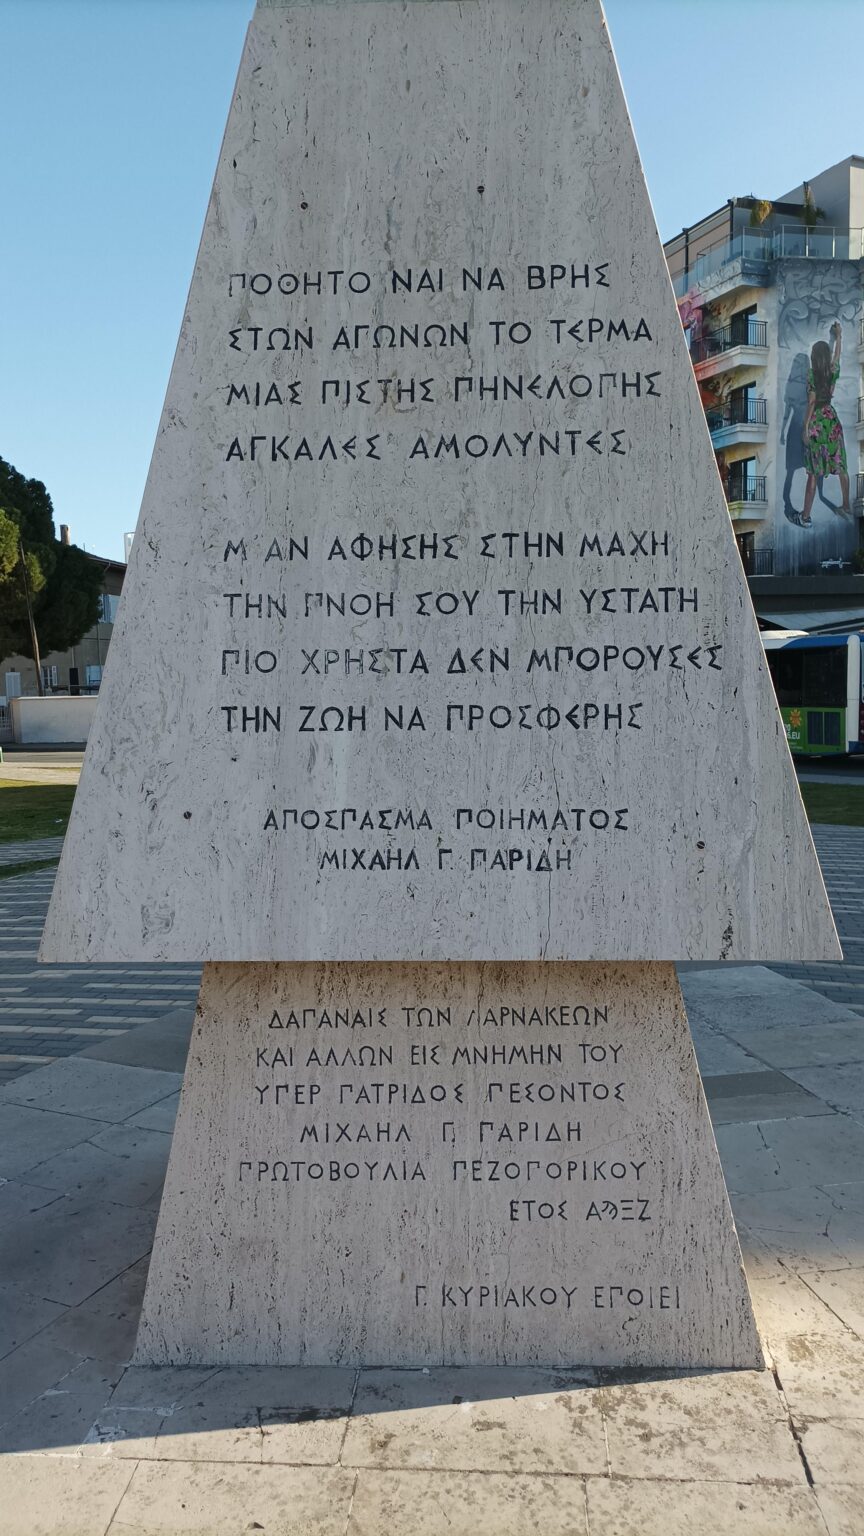 ΠΟΘΗΤΟ ΝΑΙ ΝΑ ΒΡΗΣ
ΣΤΩΝ ΑΓΩΝΩΝ ΤΟ ΤΕΡΜΑ
ΜΙΑΣ ΠΙΣΤΗΣ ΠΗΝΕΛΟΠΗΣ
ΑΓΚΑΛΕΣ ΑΜΟΛΥΝΤΕΣ
Μ' ΑΝ ΑΦΗΣΗΣ ΣΤΗΝ ΜΑΧΗ
ΤΗΝ ΠΝΟΗ ΣΟΥ ΤΗΝ ΥΣΤΑΤΗ
ΠΙΟ ΧΡΗΣΤΑ ΔΕΝ ΜΠΟΡΟΥΣΕΣ
ΤΗΝ ΖΩΗ ΝΑ ΠΡΟΣΦΕΡΗΣ
ΑΠΟΣΠΑΣΜΑ ΠΟΙΗΜΑΤΟΣ
ΜΙΧΑΗΛ Γ. ΠΑΡΙΔΗ
ΔΑΠΑΝΑΙΣ ΤΩΝ ΛΑΡΝΑΚΕΩΝ
ΚΑΙ ΑΛΛΩΝ ΕΙΣ ΜΝΗΜΗΝ ΤΟΥ
ΥΠΕΡ ΠΑΤΡΙΔΟΣ ΠΕΣΟΝΤΟΣ
ΜΙΧΑΗΛ Γ. ΠΑΡΙΔΗ
ΠΡΩΤΟΒΟΥΛΙΑ ΠΕΖΟΠΟΡΙΚΟΥ
ΕΤΟΣ ΑϡΞΖ
Γ. ΚΥΡΙΑΚΟΥ ΕΠΟΙΕΙ